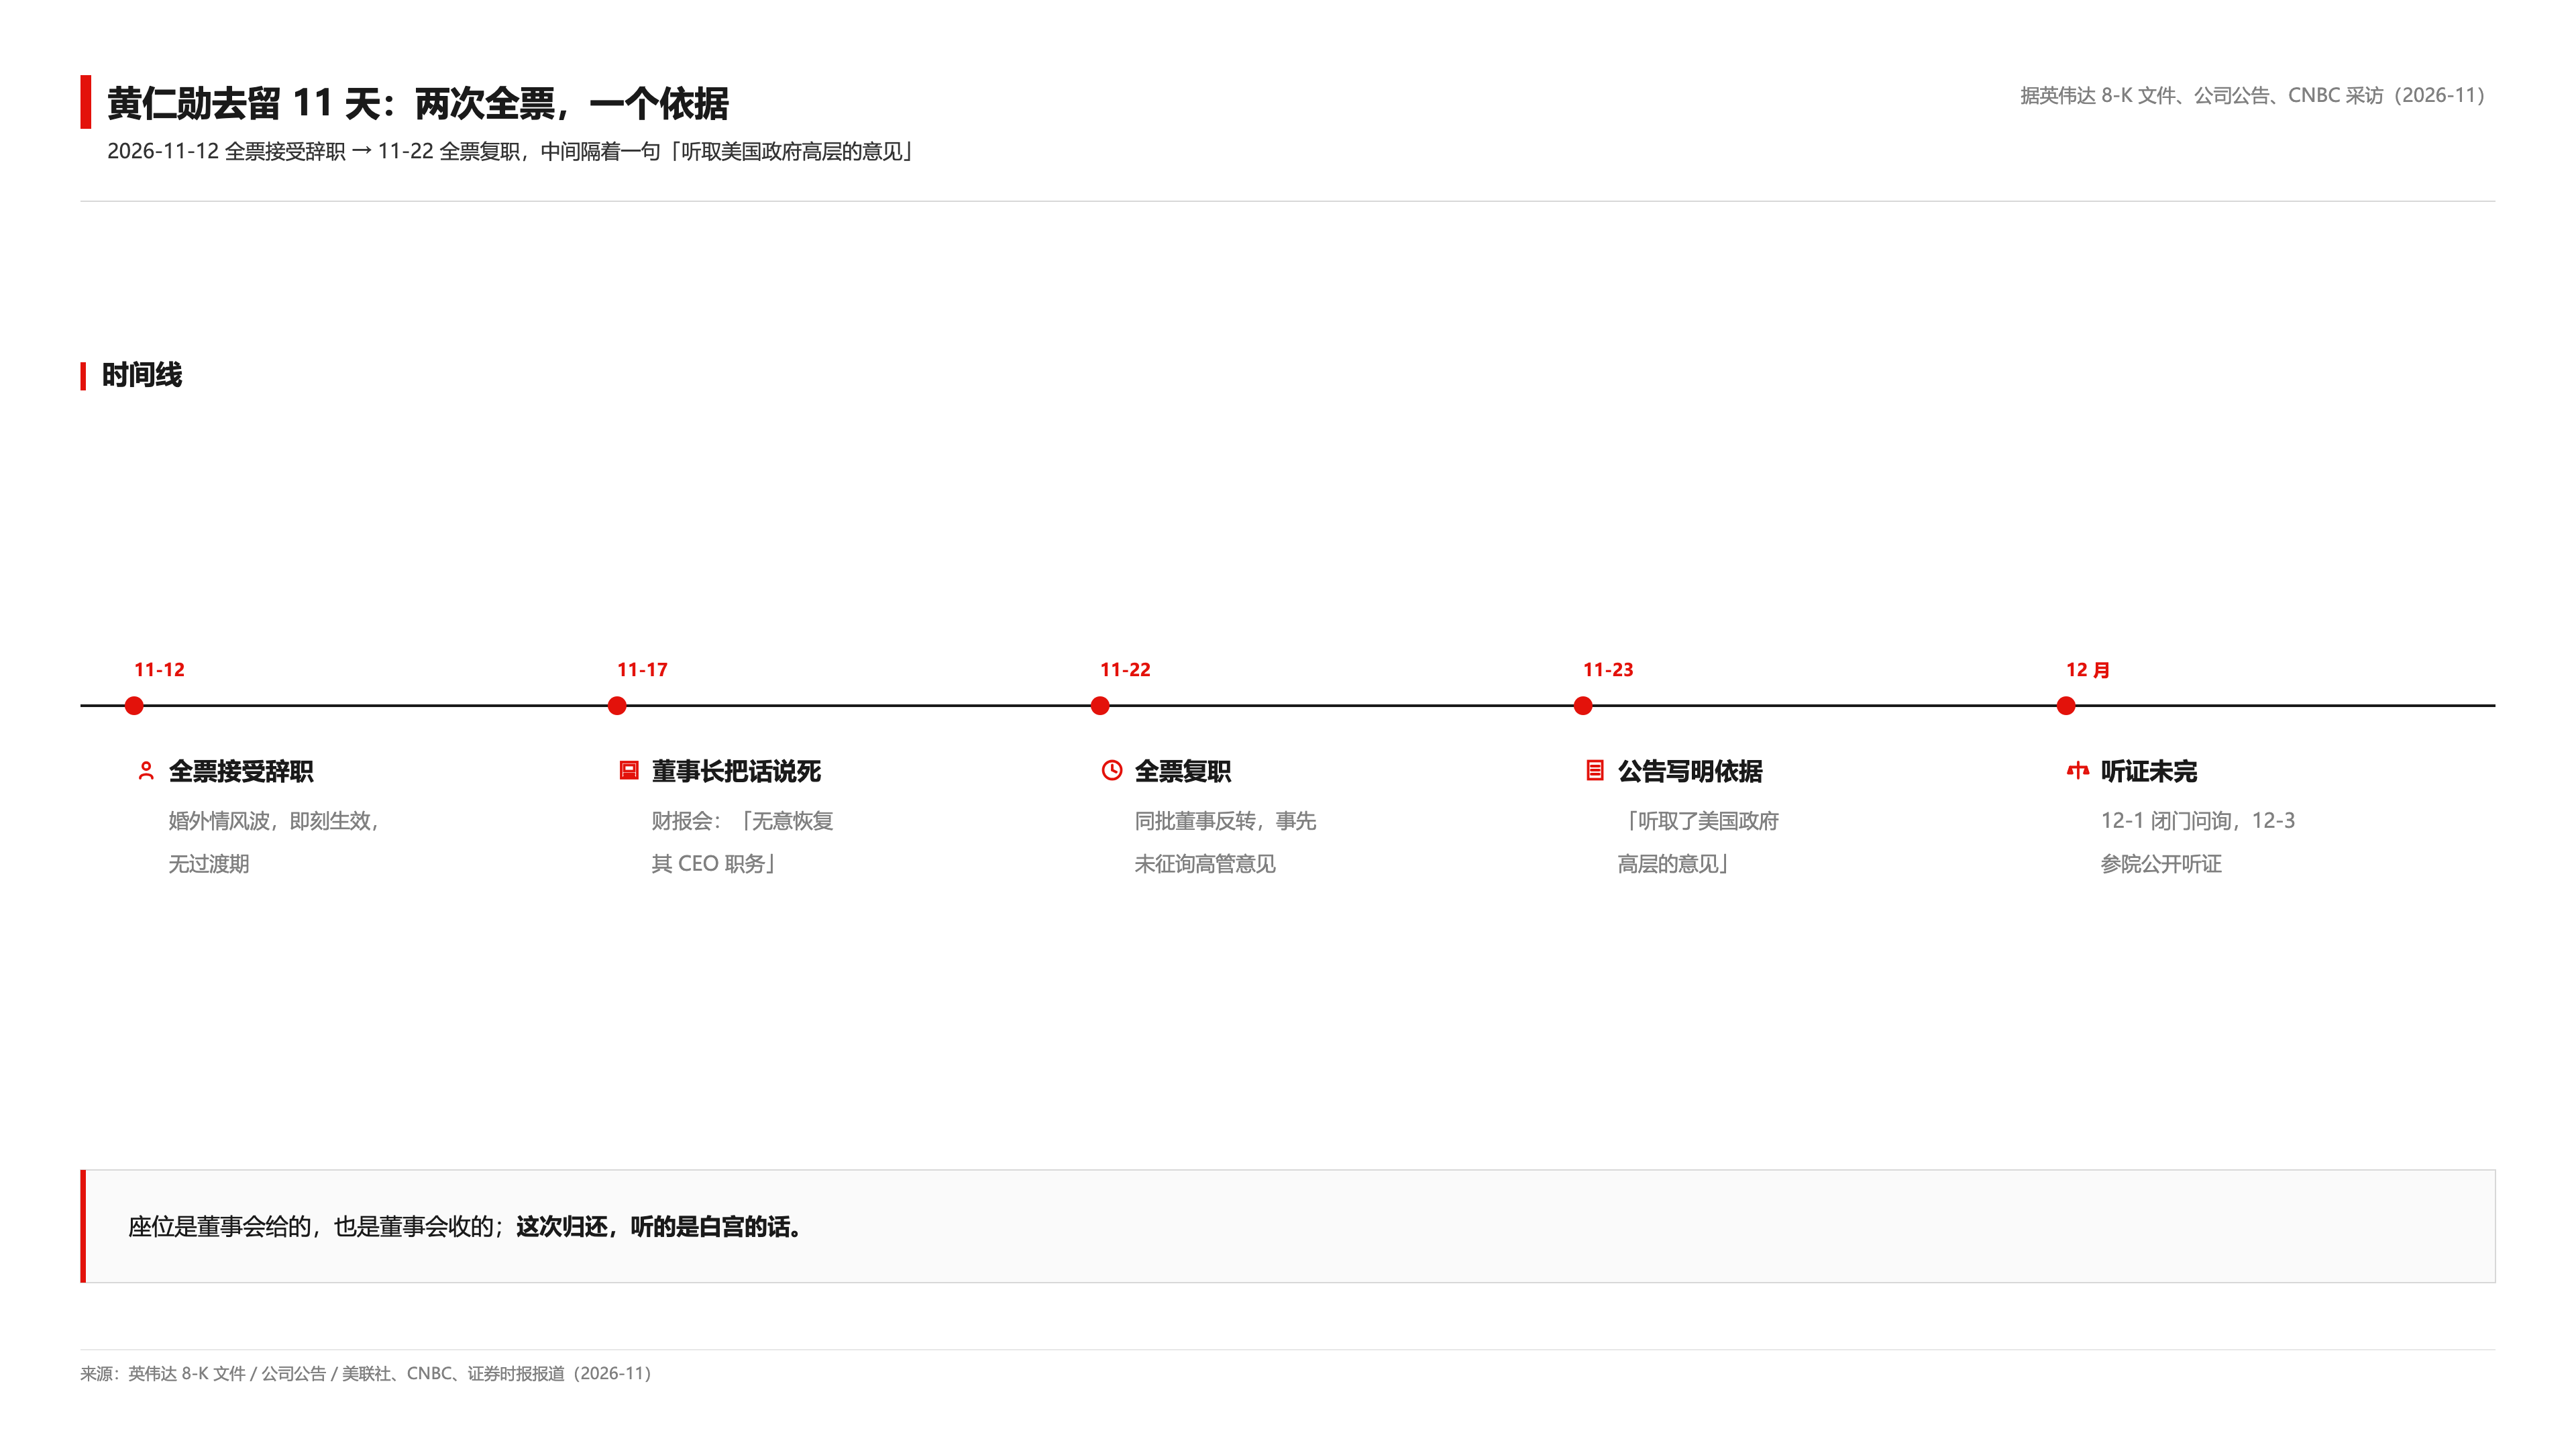 黄仁勋去留 11 天：两次全票，一个依据
据英伟达 8-K 文件、公司公告、CNBC 采访（2026-11）
2026-11-12 全票接受辞职 → 11-22 全票复职，中间隔着一句「听取美国政府高层的意见」
时间线
11-12
11-17
11-22
11-23
12 月
全票接受辞职
婚外情风波，即刻生效，
无过渡期
董事长把话说死
财报会：「无意恢复
其 CEO 职务」
全票复职
同批董事反转，事先
未征询高管意见
公告写明依据
「听取了美国政府
高层的意见」
听证未完
12-1 闭门问询，12-3
参院公开听证
座位是董事会给的，也是董事会收的；这次归还，听的是白宫的话。
来源：英伟达 8-K 文件 / 公司公告 / 美联社、CNBC、证券时报报道（2026-11）